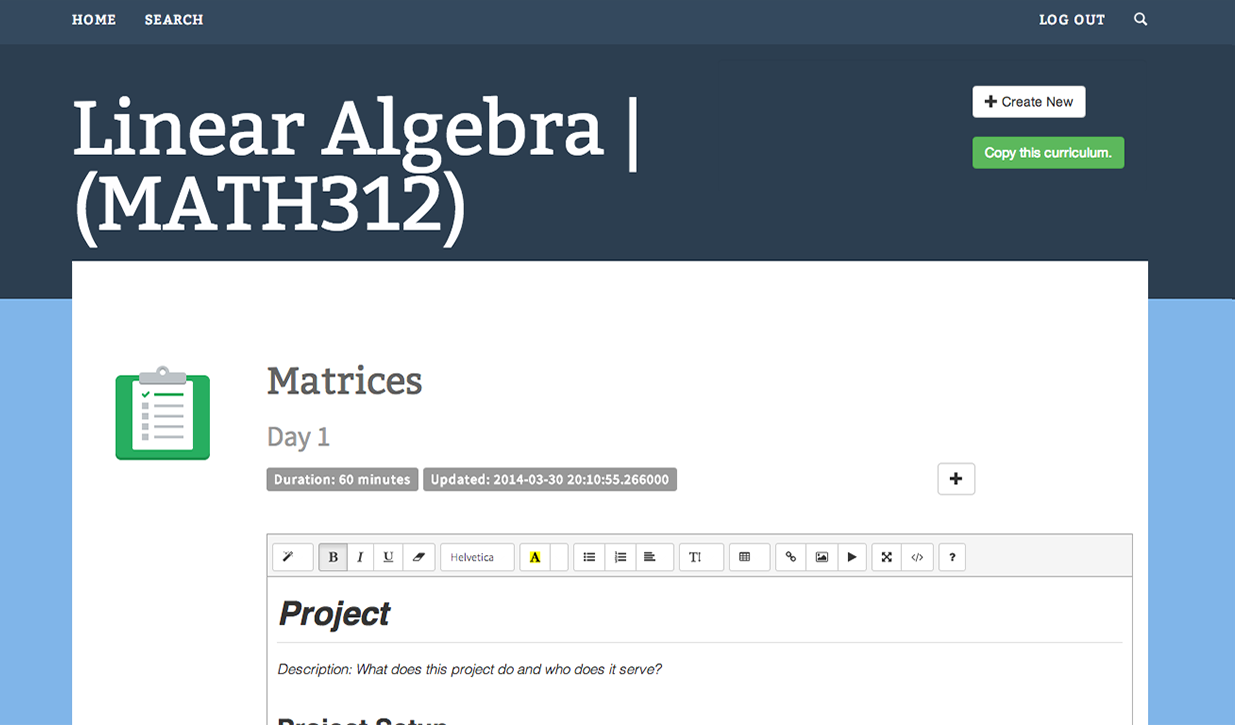 HOME SEARCH LOG OUT
Linear Algebra |
(MATH312)
+ Create New
Copy this curriculum.
Matrices
Day 1
Duration: 60 minutes Updated: 2014-03-30 20:10:55.266000
+
B I U Helvetica A T </> ?
Project
Description: What does this project do and who does it serve?
Project Setup